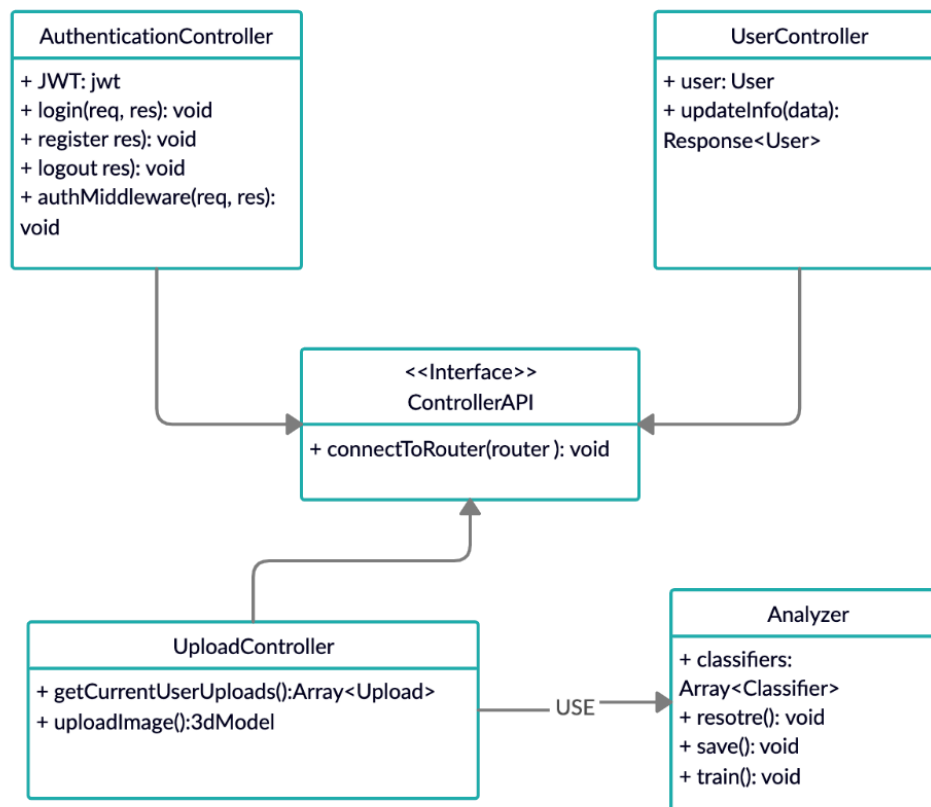 AuthenticationController
+ JWT: jwt
+ login(req, res): void
+ register res): void
+ logout res): void
+ authMiddleware(req, res):
void
UserController
+ user: User
+ updateInfo(data):
Response<User>
<<Interface>>
ControllerAPI
+ connectToRouter(router ): void
UploadController
+ getCurrentUserUploads():Array<Upload>
+ uploadImage():3dModel
USE
Analyzer
+ classifiers:
Array<Classifier>
+ resotre(): void
+ save(): void
+ train(): void